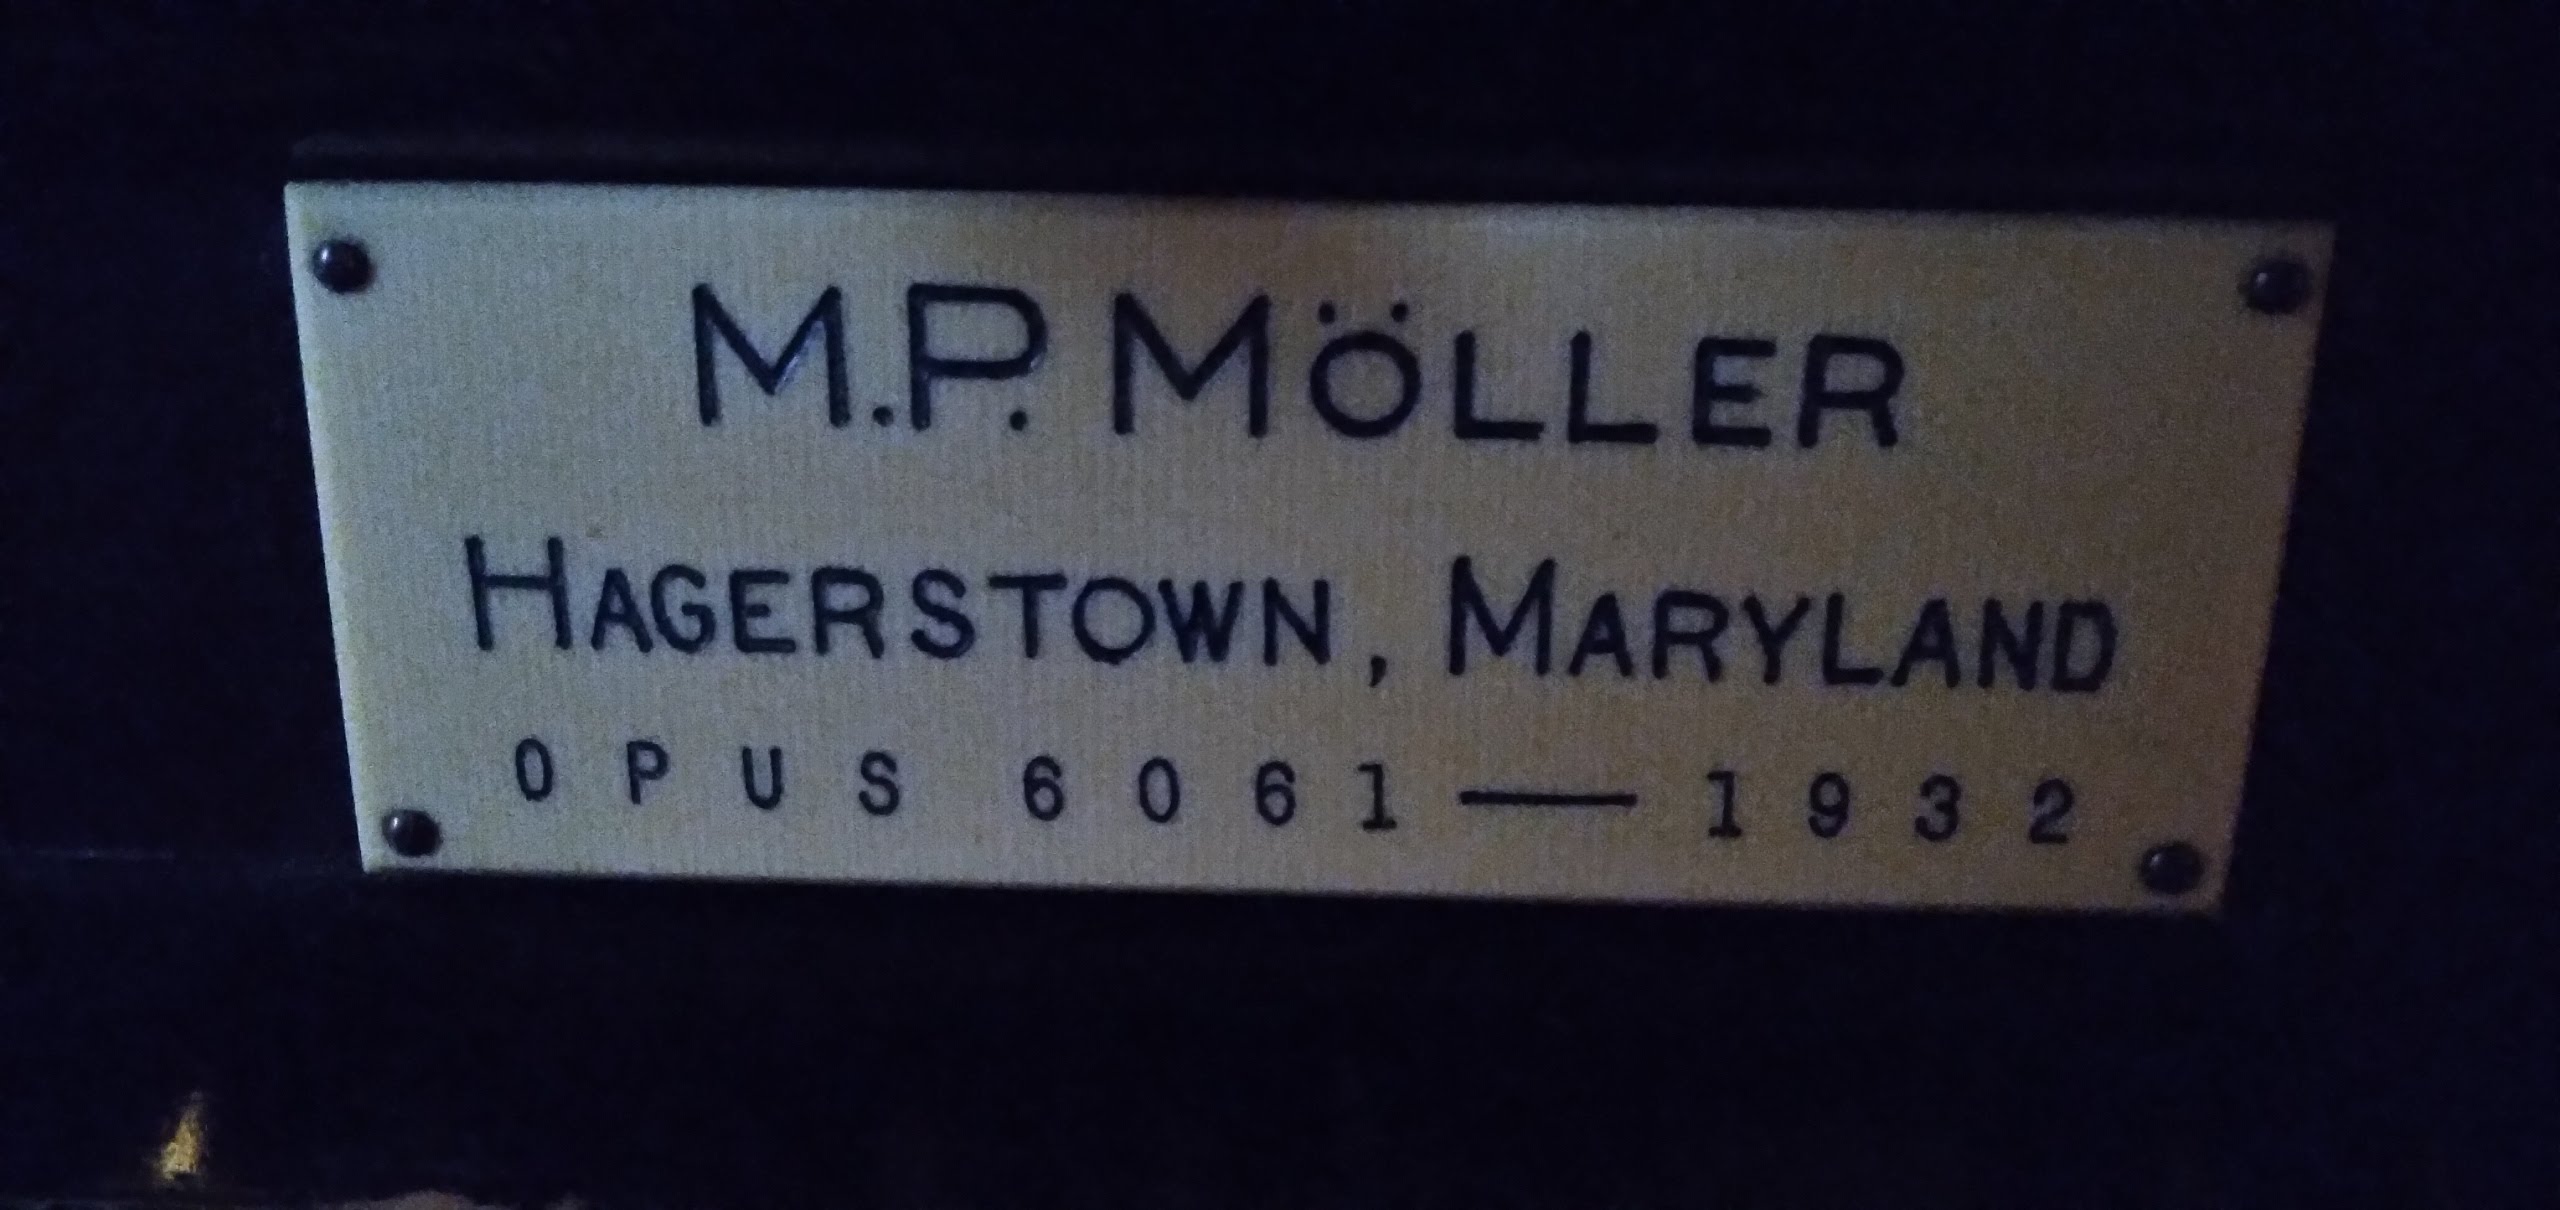 M.P. MÖLLER
HAGERSTOWN, MARYLAND
OPUS 6061 — 1932